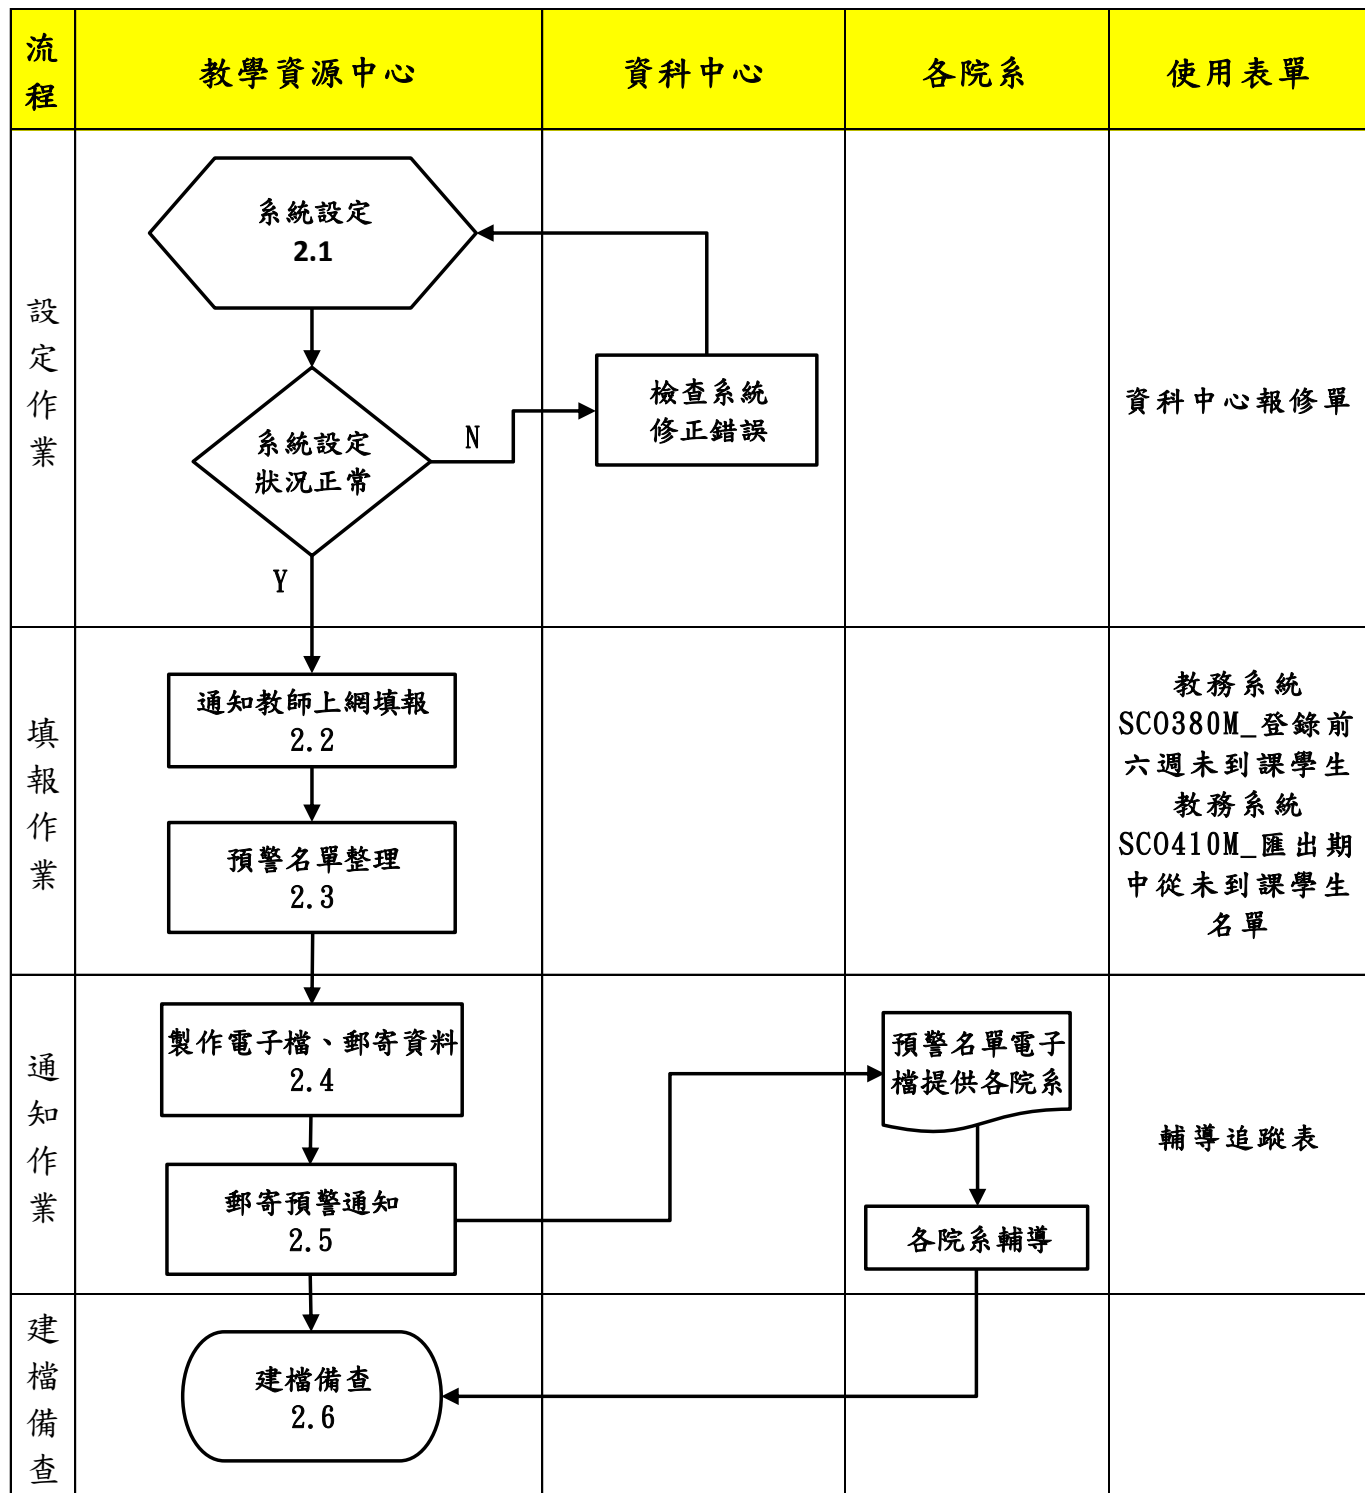 流
程
教學資源中心
資科中心
各院系
使用表單
設
定
作
業
系統設定
2.1
系統設定
狀況正常
N
Y
檢查系統
修正錯誤
資科中心報修單
填
報
作
業
通知教師上網填報
2.2
預警名單整理
2.3
教務系統
SCO380M_登錄前
六週未到課學生
教務系統
SCO410M_匯出期
中從未到課學生
名單
通
知
作
業
製作電子檔、郵寄資料
2.4
郵寄預警通知
2.5
預警名單電子
檔提供各院系
各院系輔導
輔導追蹤表
建
檔
備
查
建檔備查
2.6